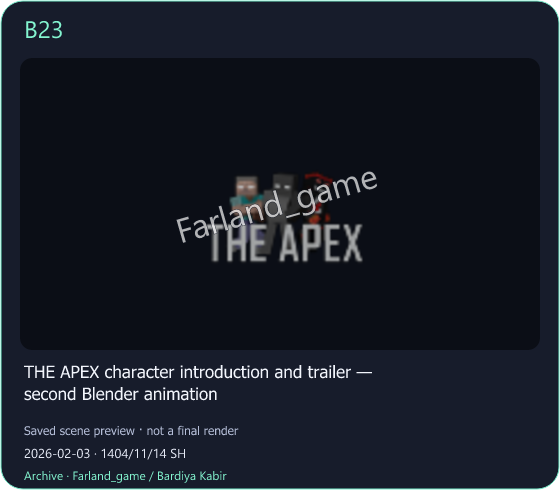 B23
Farland_game
THE APEX
THE APEX character introduction and trailer —
second Blender animation
Saved scene preview · not a final render
2026-02-03 · 1404/11/14 SH
Archive · Farland_game / Bardiya Kabir